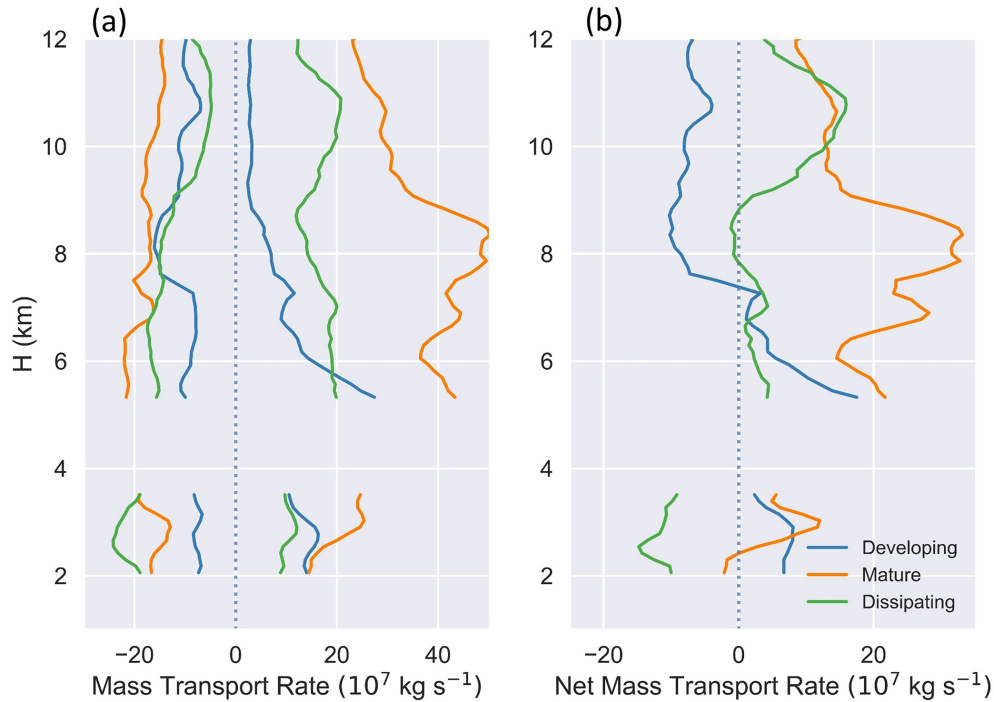 (a)
(b)
12
10
8
6
4
2
H (km)
−20 0 20 40
Mass Transport Rate (10⁷ kg s⁻¹)
12
10
8
6
4
2
Developing
Mature
Dissipating
−20 0 20
Net Mass Transport Rate (10⁷ kg s⁻¹)